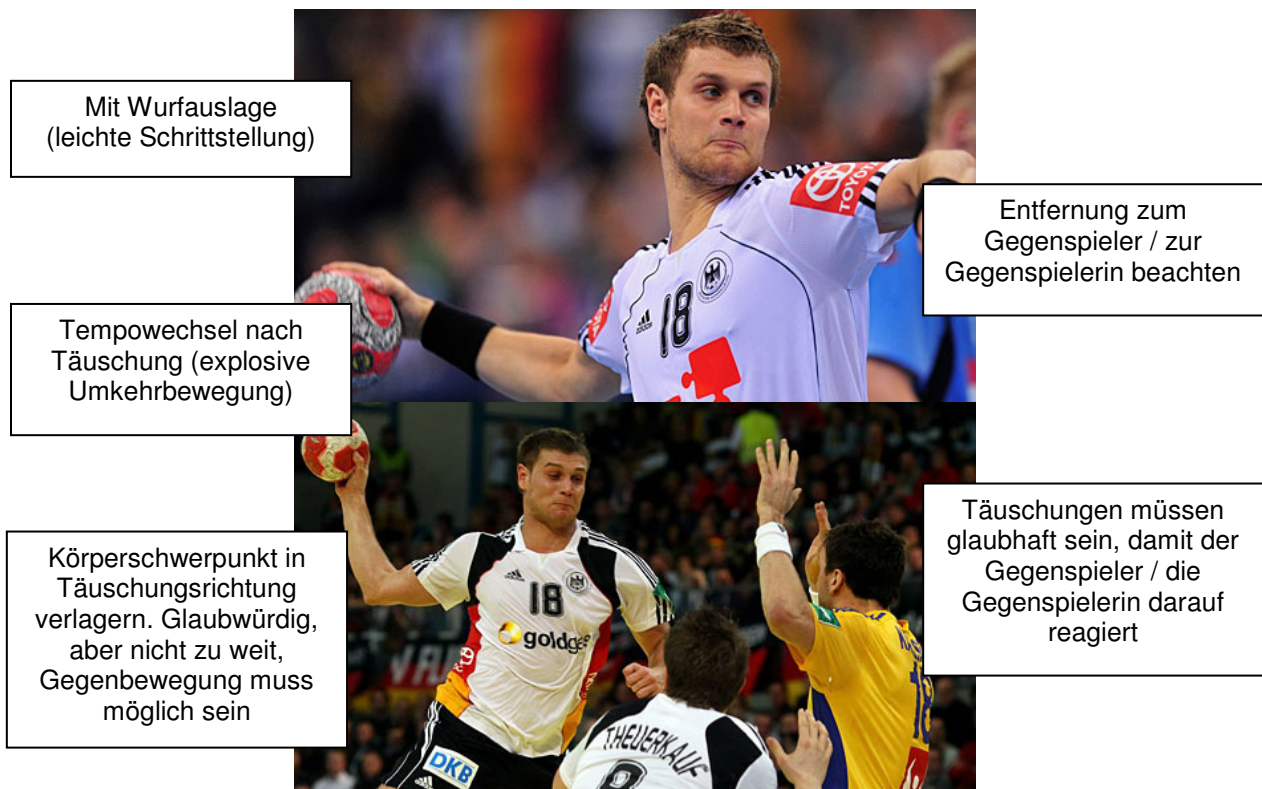 Mit Wurfauslage
(leichte Schrittstellung)
TOYOTA
Entfernung zum
Gegenspieler / zur
Gegenspielerin beachten
adidas
18
Tempowechsel nach
Täuschung (explosive
Umkehrbewegung)
Täuschungen müssen
glaubhaft sein, damit der
Gegenspieler / die
Gegenspielerin darauf
reagiert
Körperschwerpunkt in
Täuschungsrichtung
verlagern. Glaubwürdig,
aber nicht zu weit,
Gegenbewegung muss
möglich sein
adidas
18
goldgas
THEUERKAUF
DKB